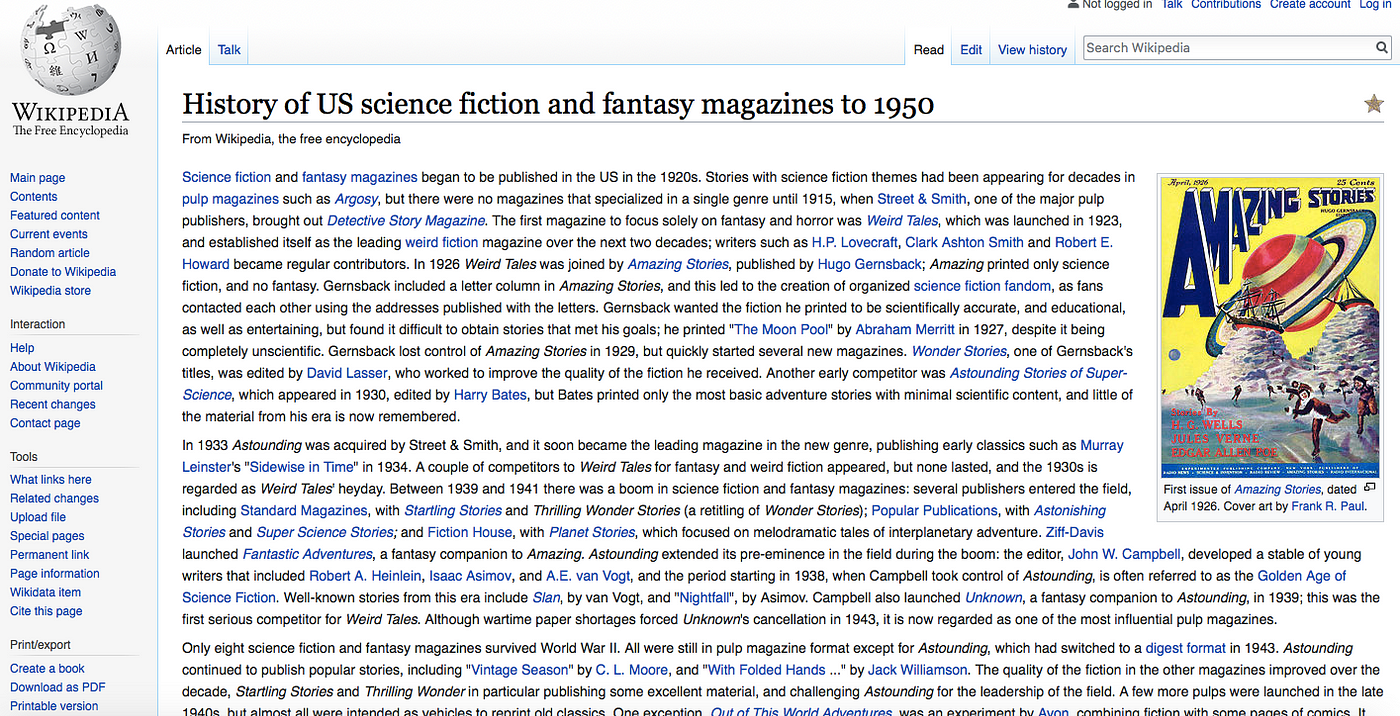 Not logged in Talk Contributions Create account Log in
Article Talk Read Edit View history Search Wikipedia
WIKIPEDIA
The Free Encyclopedia
Main page
Contents
Featured content
Current events
Random article
Donate to Wikipedia
Wikipedia store
Interaction
Help
About Wikipedia
Community portal
Recent changes
Contact page
Tools
What links here
Related changes
Upload file
Special pages
Permanent link
Page information
Wikidata item
Cite this page
Print/export
Create a book
Download as PDF
Printable version
History of US science fiction and fantasy magazines to 1950
From Wikipedia, the free encyclopedia
Science fiction and fantasy magazines began to be published in the US in the 1920s. Stories with science fiction themes had been appearing for decades in
pulp magazines such as Argosy, but there were no magazines that specialized in a single genre until 1915, when Street & Smith, one of the major pulp
publishers, brought out Detective Story Magazine. The first magazine to focus solely on fantasy and horror was Weird Tales, which was launched in 1923,
and established itself as the leading weird fiction magazine over the next two decades; writers such as H.P. Lovecraft, Clark Ashton Smith and Robert E.
Howard became regular contributors. In 1926 Weird Tales was joined by Amazing Stories, published by Hugo Gernsback; Amazing printed only science
fiction, and no fantasy. Gernsback included a letter column in Amazing Stories, and this led to the creation of organized science fiction fandom, as fans
contacted each other using the addresses published with the letters. Gernsback wanted the fiction he printed to be scientifically accurate, and educational,
as well as entertaining, but found it difficult to obtain stories that met his goals; he printed "The Moon Pool" by Abraham Merritt in 1927, despite it being
completely unscientific. Gernsback lost control of Amazing Stories in 1929, but quickly started several new magazines. Wonder Stories, one of Gernsback's
titles, was edited by David Lasser, who worked to improve the quality of the fiction he received. Another early competitor was Astounding Stories of Super-
Science, which appeared in 1930, edited by Harry Bates, but Bates printed only the most basic adventure stories with minimal scientific content, and little of
the material from his era is now remembered.
In 1933 Astounding was acquired by Street & Smith, and it soon became the leading magazine in the new genre, publishing early classics such as Murray
Leinster's "Sidewise in Time" in 1934. A couple of competitors to Weird Tales for fantasy and weird fiction appeared, but none lasted, and the 1930s is
regarded as Weird Tales' heyday. Between 1939 and 1941 there was a boom in science fiction and fantasy magazines: several publishers entered the field,
including Standard Magazines, with Startling Stories and Thrilling Wonder Stories (a retitling of Wonder Stories); Popular Publications, with Astonishing
Stories and Super Science Stories; and Fiction House, with Planet Stories, which focused on melodramatic tales of interplanetary adventure. Ziff-Davis
launched Fantastic Adventures, a fantasy companion to Amazing. Astounding extended its pre-eminence in the field during the boom: the editor, John W. Campbell, developed a stable of young
writers that included Robert A. Heinlein, Isaac Asimov, and A.E. van Vogt, and the period starting in 1938, when Campbell took control of Astounding, is often referred to as the Golden Age of
Science Fiction. Well-known stories from this era include Slan, by van Vogt, and "Nightfall", by Asimov. Campbell also launched Unknown, a fantasy companion to Astounding, in 1939; this was the
first serious competitor for Weird Tales. Although wartime paper shortages forced Unknown's cancellation in 1943, it is now regarded as one of the most influential pulp magazines.
Only eight science fiction and fantasy magazines survived World War II. All were still in pulp magazine format except for Astounding, which had switched to a digest format in 1943. Astounding
continued to publish popular stories, including "Vintage Season" by C. L. Moore, and "With Folded Hands ..." by Jack Williamson. The quality of the fiction in the other magazines improved over the
decade, Startling Stories and Thrilling Wonder in particular publishing some excellent material, and challenging Astounding for the leadership of the field. A few more pulps were launched in the late
1940s, but almost all were intended as vehicles to reprint old classics. One exception, Out of This World Adventures, was an experiment by Avon, combining fiction with some pages of comics. It
April, 1926 25 Cents
AMAZING STORIES
HUGO GERNSBACK
Stories By
H. G. WELLS
JULES VERNE
EDGAR ALLEN POE
EXPERIMENTER PUBLISHING COMPANY, NEW YORK, PUBLISHERS OF
RADIO NEWS - SCIENCE & INVENTION - RADIO REVIEW - AMAZING STORIES - RADIO INTERNACIONAL
First issue of Amazing Stories, dated
April 1926. Cover art by Frank R. Paul.